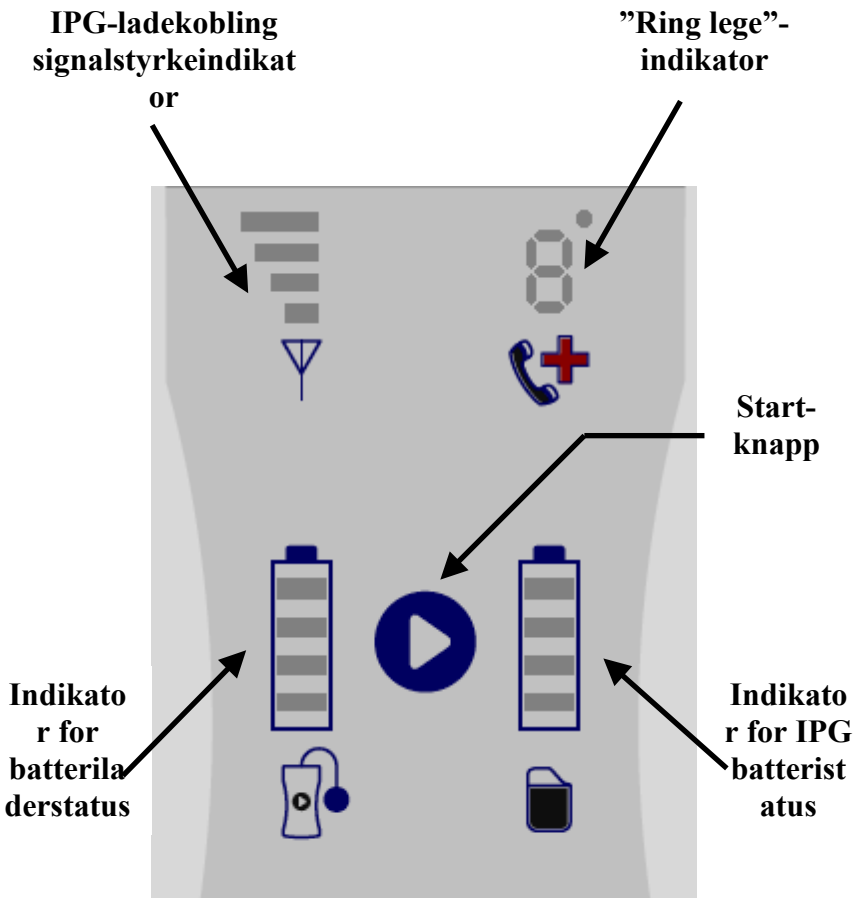 IPG-ladekobling
signalstyrkeindikat
or
”Ring lege”-
indikator
Start-
knapp
Indikato
r for
batterila
derstatus
Indikato
r for IPG
batterist
atus